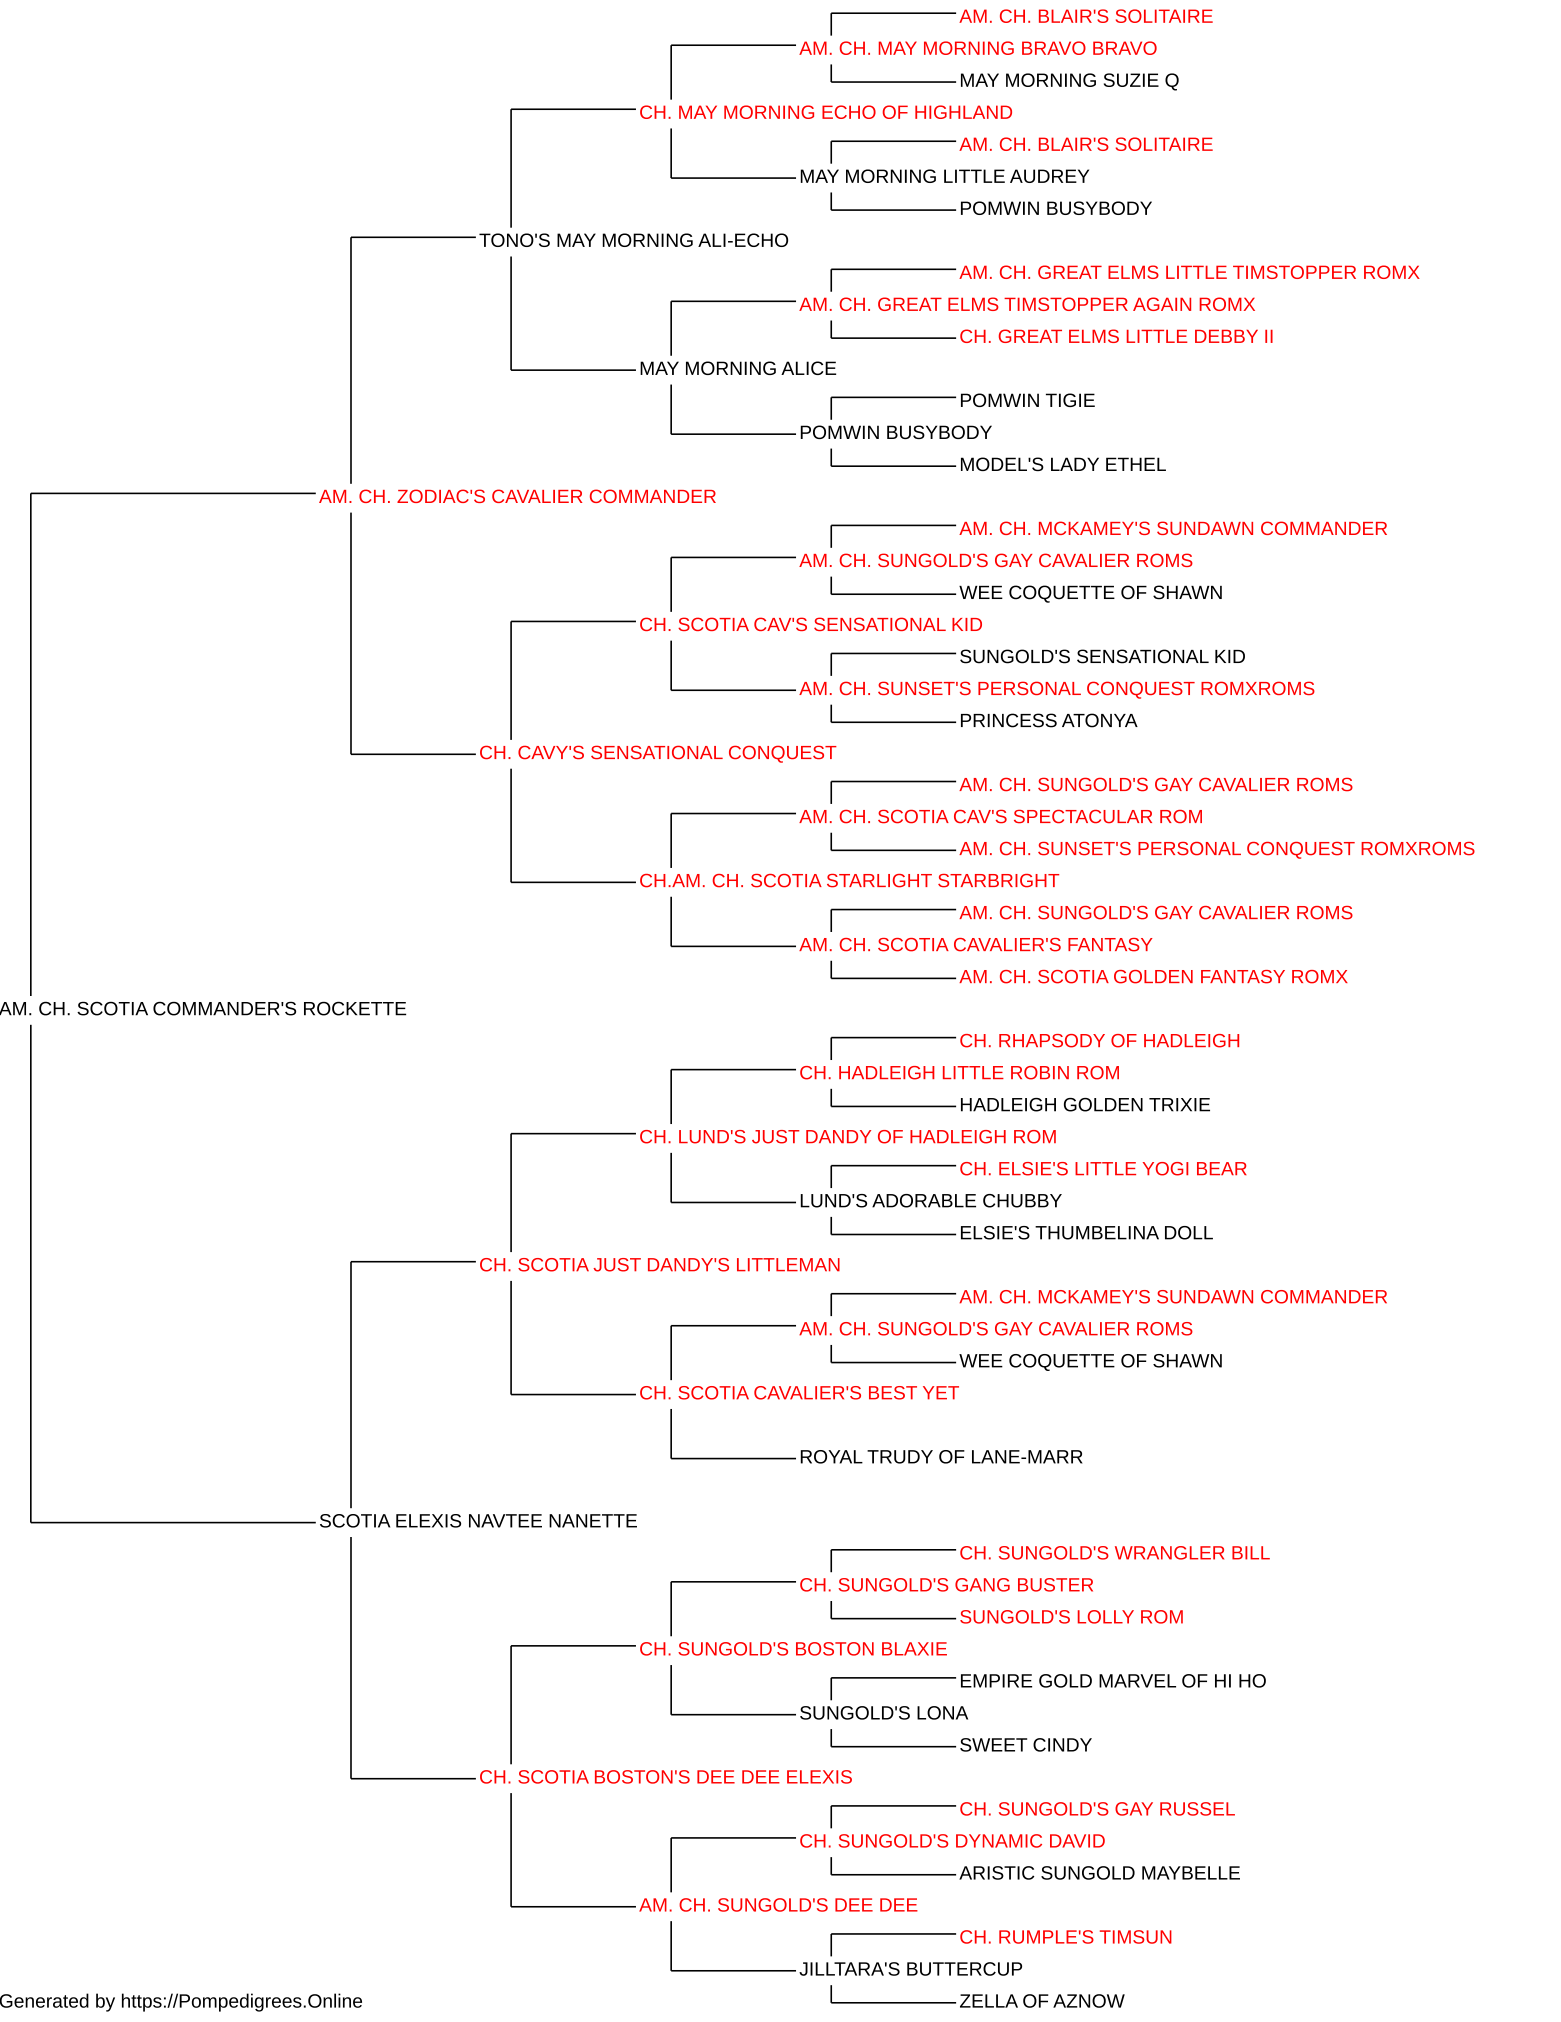 AM. CH. BLAIR'S SOLITAIRE
AM. CH. MAY MORNING BRAVO BRAVO
MAY MORNING SUZIE Q
CH. MAY MORNING ECHO OF HIGHLAND
AM. CH. BLAIR'S SOLITAIRE
MAY MORNING LITTLE AUDREY
POMWIN BUSYBODY
TONO'S MAY MORNING ALI-ECHO
AM. CH. GREAT ELMS LITTLE TIMSTOPPER ROMX
AM. CH. GREAT ELMS TIMSTOPPER AGAIN ROMX
CH. GREAT ELMS LITTLE DEBBY II
MAY MORNING ALICE
POMWIN TIGIE
POMWIN BUSYBODY
MODEL'S LADY ETHEL
AM. CH. ZODIAC'S CAVALIER COMMANDER
AM. CH. MCKAMEY'S SUNDAWN COMMANDER
AM. CH. SUNGOLD'S GAY CAVALIER ROMS
WEE COQUETTE OF SHAWN
CH. SCOTIA CAV'S SENSATIONAL KID
SUNGOLD'S SENSATIONAL KID
AM. CH. SUNSET'S PERSONAL CONQUEST ROMXROMS
PRINCESS ATONYA
CH. CAVY'S SENSATIONAL CONQUEST
AM. CH. SUNGOLD'S GAY CAVALIER ROMS
AM. CH. SCOTIA CAV'S SPECTACULAR ROM
AM. CH. SUNSET'S PERSONAL CONQUEST ROMXROMS
CH.AM. CH. SCOTIA STARLIGHT STARBRIGHT
AM. CH. SUNGOLD'S GAY CAVALIER ROMS
AM. CH. SCOTIA CAVALIER'S FANTASY
AM. CH. SCOTIA GOLDEN FANTASY ROMX
AM. CH. SCOTIA COMMANDER'S ROCKETTE
CH. RHAPSODY OF HADLEIGH
CH. HADLEIGH LITTLE ROBIN ROM
HADLEIGH GOLDEN TRIXIE
CH. LUND'S JUST DANDY OF HADLEIGH ROM
CH. ELSIE'S LITTLE YOGI BEAR
LUND'S ADORABLE CHUBBY
ELSIE'S THUMBELINA DOLL
CH. SCOTIA JUST DANDY'S LITTLEMAN
AM. CH. MCKAMEY'S SUNDAWN COMMANDER
AM. CH. SUNGOLD'S GAY CAVALIER ROMS
WEE COQUETTE OF SHAWN
CH. SCOTIA CAVALIER'S BEST YET
ROYAL TRUDY OF LANE-MARR
SCOTIA ELEXIS NAVTEE NANETTE
CH. SUNGOLD'S WRANGLER BILL
CH. SUNGOLD'S GANG BUSTER
SUNGOLD'S LOLLY ROM
CH. SUNGOLD'S BOSTON BLAXIE
EMPIRE GOLD MARVEL OF HI HO
SUNGOLD'S LONA
SWEET CINDY
CH. SCOTIA BOSTON'S DEE DEE ELEXIS
CH. SUNGOLD'S GAY RUSSEL
CH. SUNGOLD'S DYNAMIC DAVID
ARISTIC SUNGOLD MAYBELLE
AM. CH. SUNGOLD'S DEE DEE
CH. RUMPLE'S TIMSUN
JILLTARA'S BUTTERCUP
ZELLA OF AZNOW
Generated by https://Pompedigrees.Online